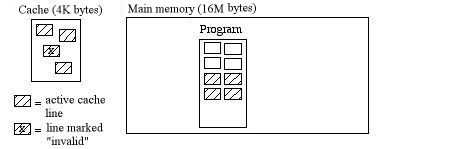 Cache (4K bytes)
Main memory (16M bytes)
Program
x
= active cache
line
x
= line marked
"invalid"